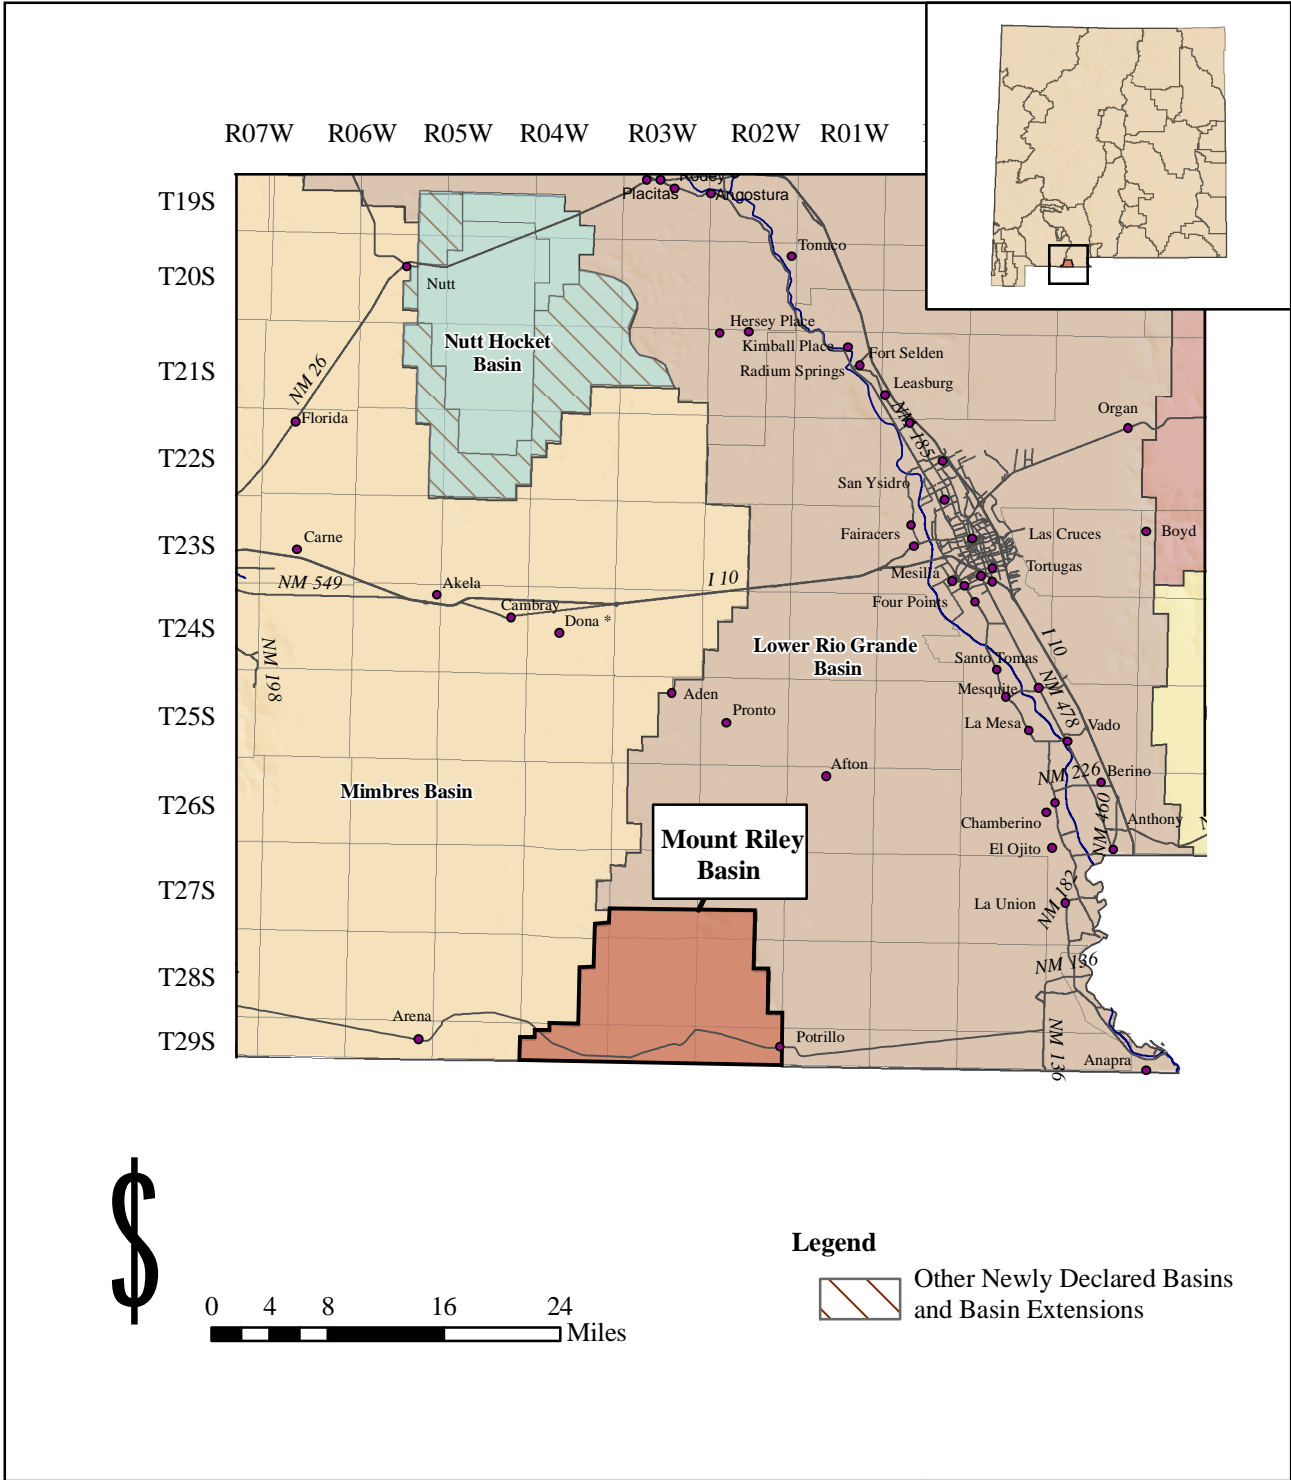 R07W R06W R05W R04W R03W R02W R01W
T19S
T20S
T21S
T22S
T23S
T24S
T25S
T26S
T27S
T28S
T29S
Rodey
Placitas
Angostura
Tonuco
Nutt
Hersey Place
Kimball Place
Fort Selden
Radium Springs
Leasburg
Nutt Hocket
Basin
NM 26
Florida
NM 185
Organ
San Ysidro
Carne
Fairacres
Las Cruces
Boyd
NM 549
Akela
I 10
Mesilla
Tortugas
Cambray
Dona *
Four Points
NM 198
Lower Rio Grande
Basin
I 10
Santo Tomas
Aden
Mesquite
NM 478
Pronto
La Mesa
Vado
Afton
NM 226
Berino
Mimbres Basin
Mount Riley
Basin
Chamberino
NM 460
Anthony
El Ojito
La Union
NM 182
NM 136
Arena
Potrillo
NM 136
Anapra
$
0 4 8 16 24
Miles
Legend
Other Newly Declared Basins
and Basin Extensions